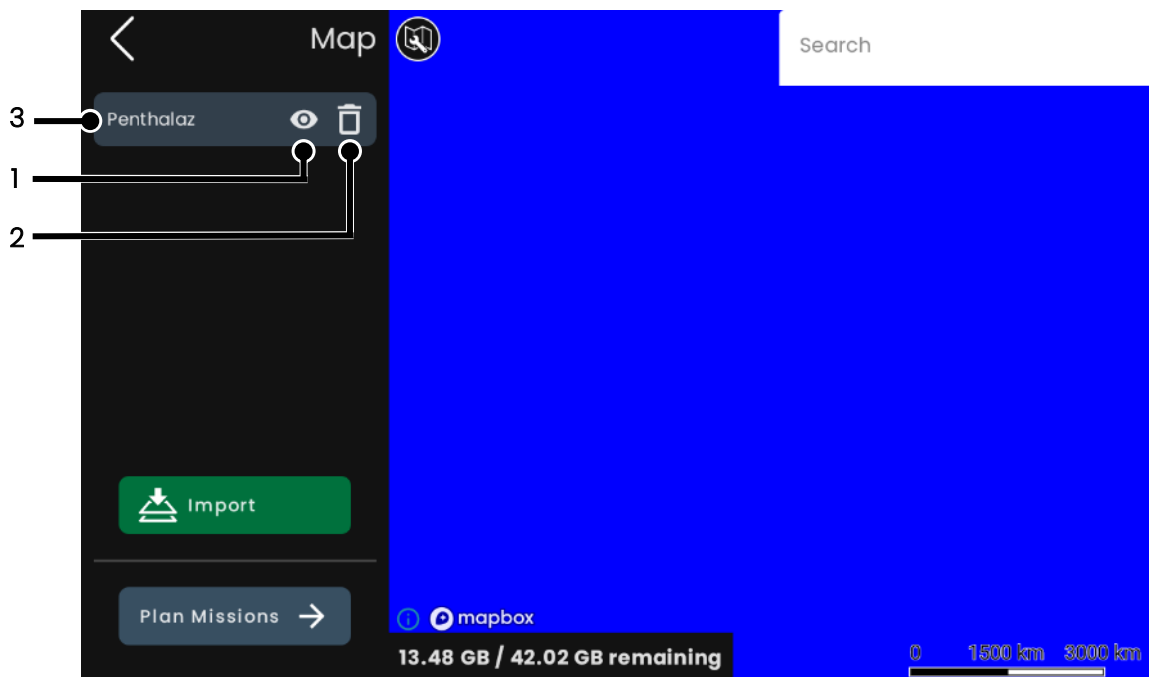 Map
Search
3
Penthalaz
1
2
Import
Plan Missions
mapbox
13.48 GB / 42.02 GB remaining
0 1500 km 3000 km